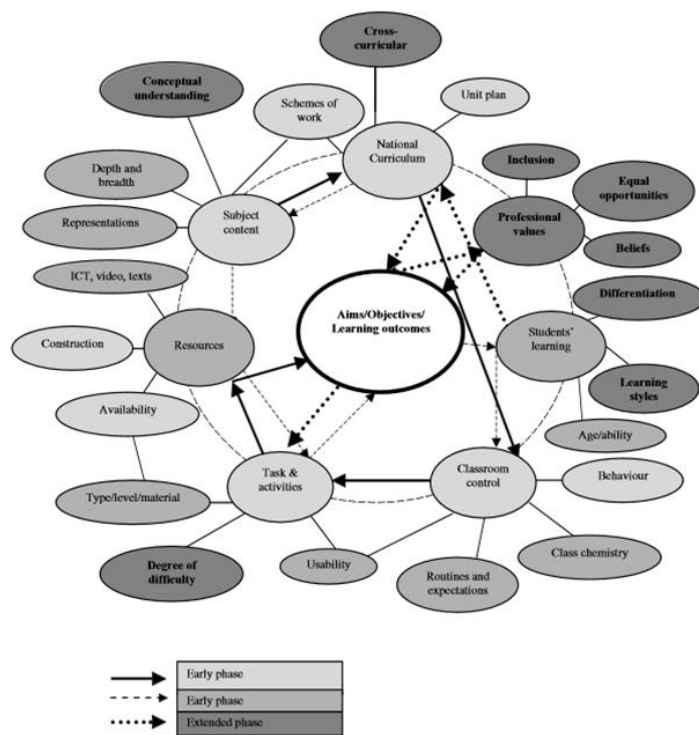 Cross-
curricular
Conceptual
understanding
Schemes of
work
Unit plan
National
Curriculum
Depth and
breadth
Inclusion
Equal
opportunities
Representations
Subject
content
Professional
values
Beliefs
ICT, video, texts
Differentiation
Aims/Objectives/
Learning outcomes
Construction
Resources
Students'
learning
Learning
styles
Availability
Age/ability
Task &
activities
Classroom
control
Behaviour
Type/level/material
Degree of
difficulty
Usability
Routines and
expectations
Class chemistry
Early phase
Early phase
Extended phase